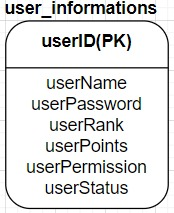 user_informations
userID(PK)
userName
userPassword
userRank
userPoints
userPermission
userStatus